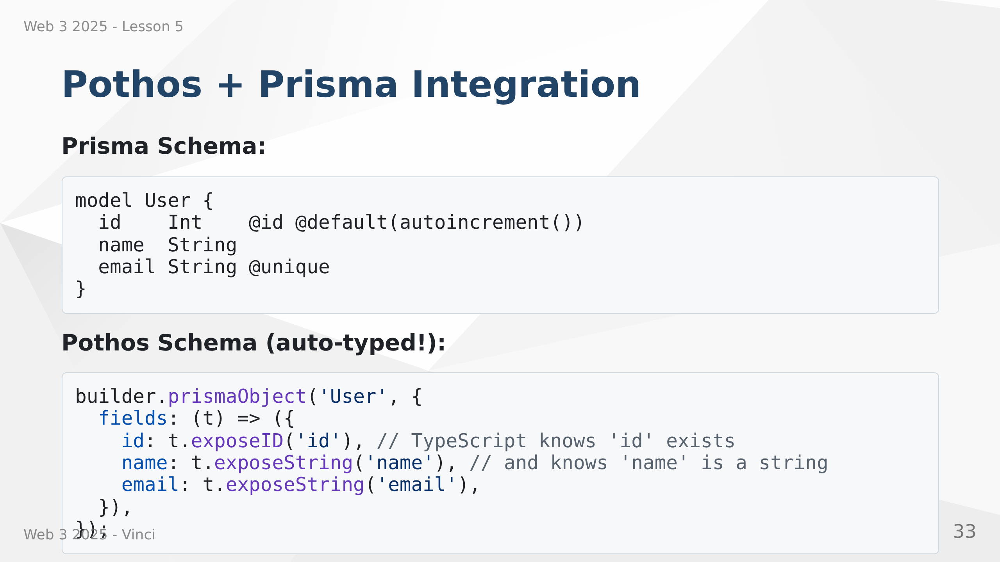 Web 3 2025 - Lesson 5
Pothos + Prisma Integration
Prisma Schema:
model User {
  id    Int    @id @default(autoincrement())
  name  String
  email String @unique
}
Pothos Schema (auto-typed!):
builder.prismaObject('User', {
  fields: (t) => ({
    id: t.exposeID('id'), // TypeScript knows 'id' exists
    name: t.exposeString('name'), // and knows 'name' is a string
    email: t.exposeString('email'),
  }),
});
Web 3 2025 - Vinci
33